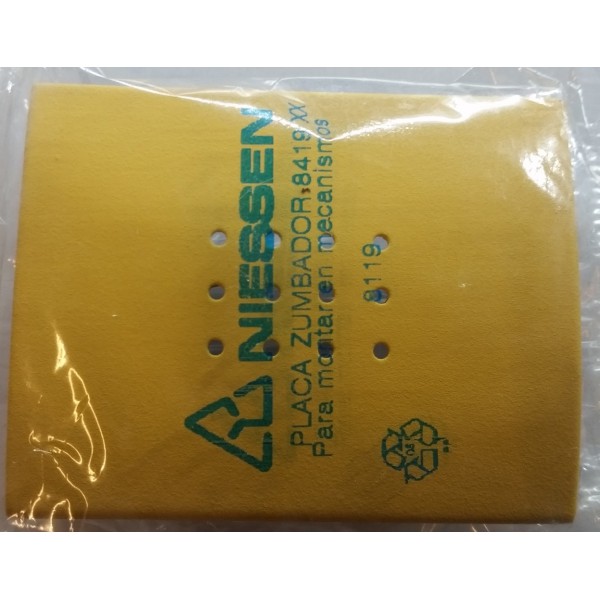 NIESSEN
PLACA ZUMBADOR:8419 XX
Para montar en mecanismos
8119